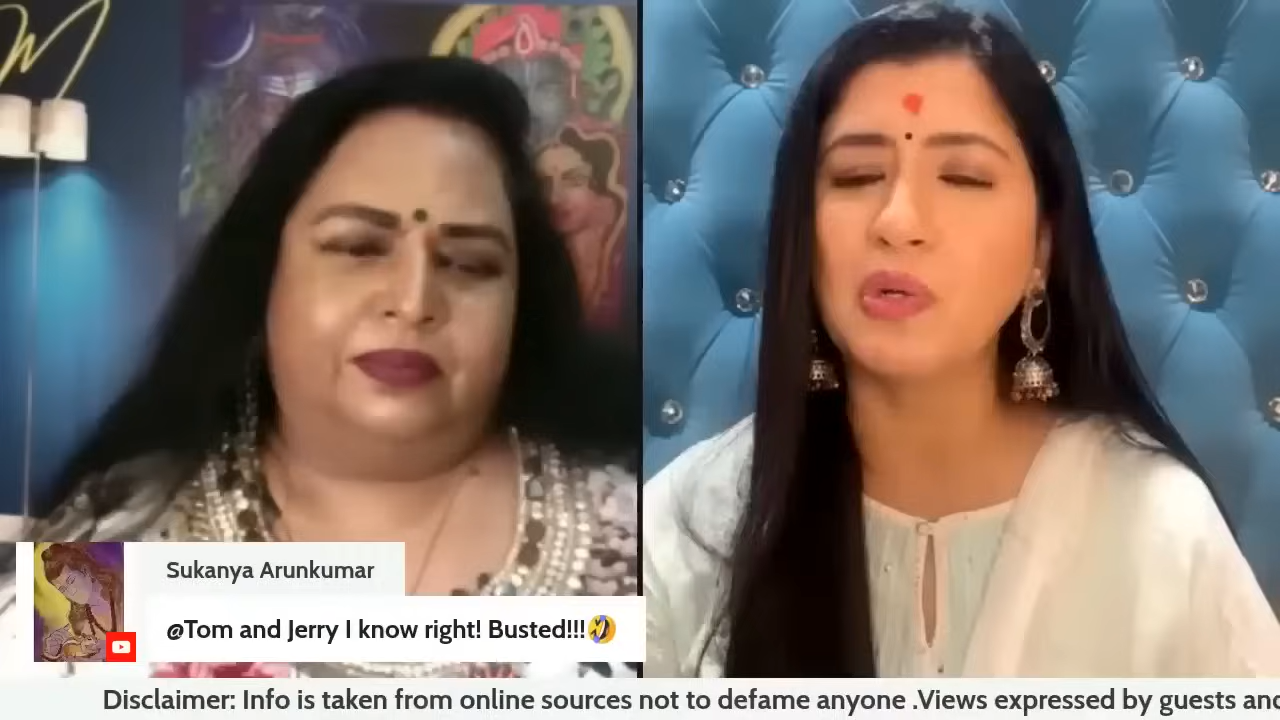 Sukanya Arunkumar
@Tom and Jerry I know right! Busted!!!🤣
Disclaimer: Info is taken from online sources not to defame anyone .Views expressed by guests and